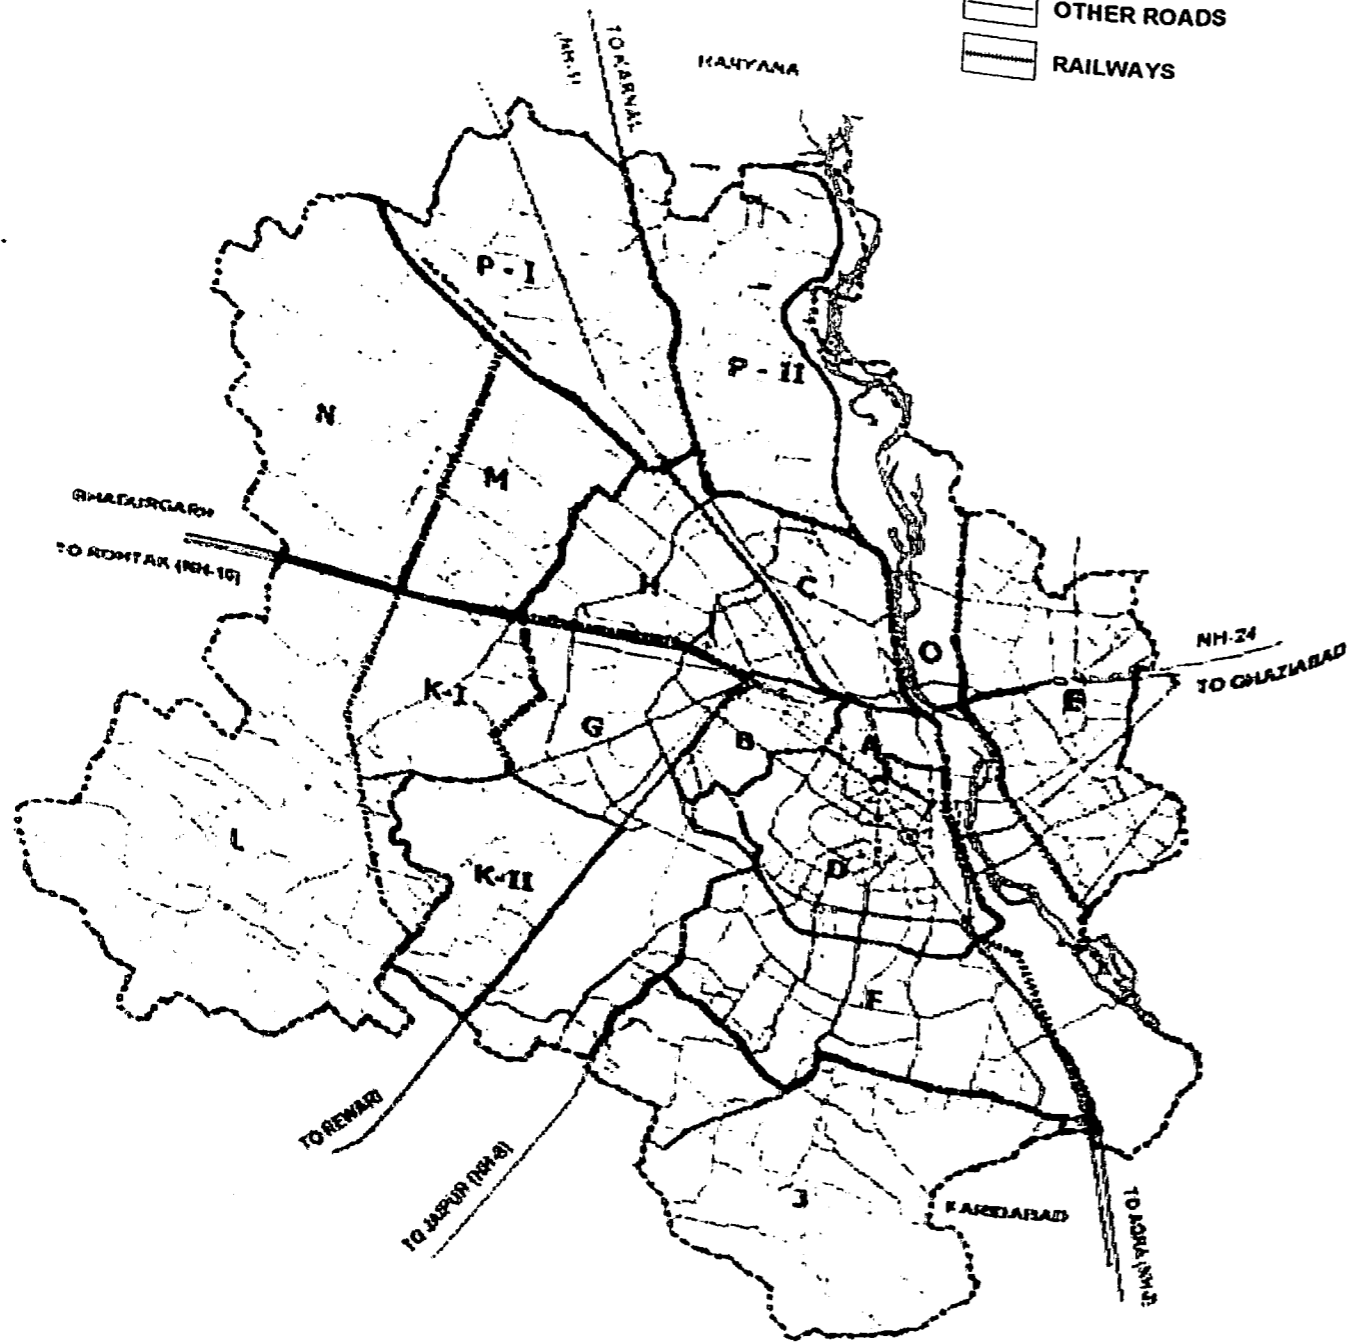 OTHER ROADS
RAILWAYS
HARYANA
TO KARNAL
P - I
P - II
N
M
TO ROHTAK (NH-10)
H
C
O
NH-24
TO GHAZIABAD
K-I
G
B
A
E
L
K-II
D
F
TO REWARI
TO JAIPUR (NH-8)
J
FARIDABAD